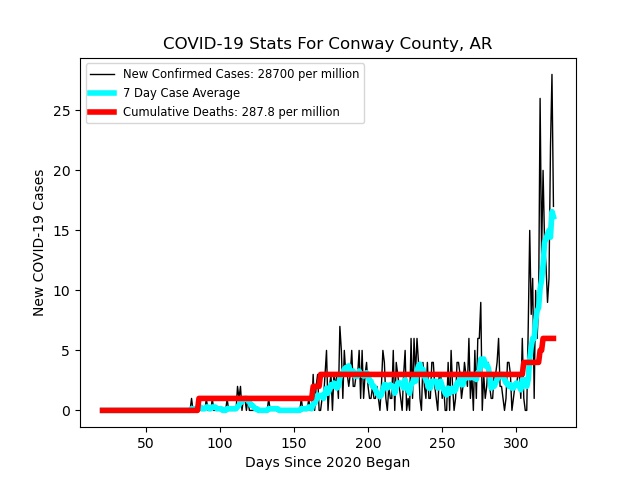 COVID-19 Stats For Conway County, AR
New Confirmed Cases: 28700 per million
7 Day Case Average
Cumulative Deaths: 287.8 per million
25
20
15
10
5
0
New COVID-19 Cases
50 100 150 200 250 300
Days Since 2020 Began